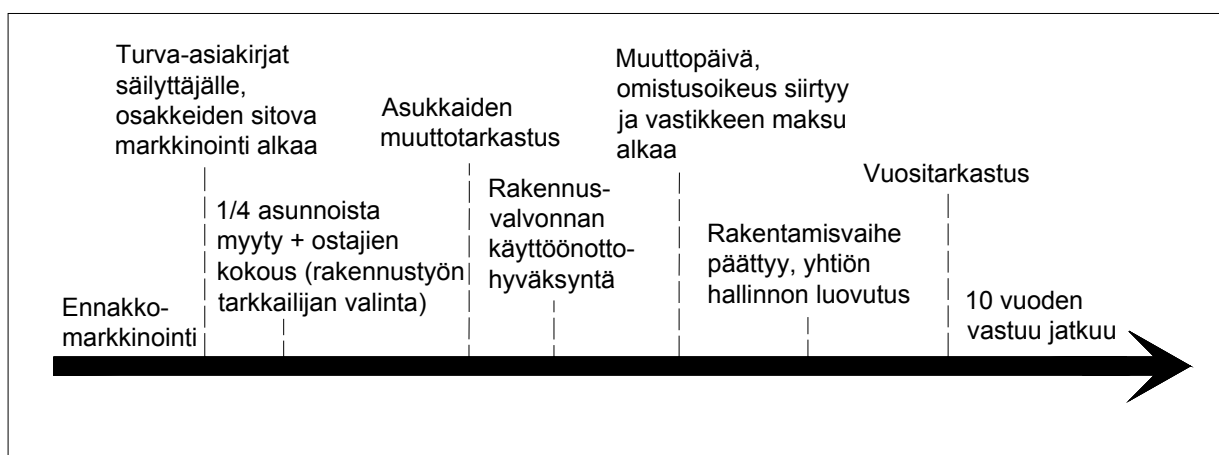 Turva-asiakirjat
säilyttäjälle,
osakkeiden sitova
markkinointi alkaa
Asukkaiden
muuttotarkastus
Muuttopäivä,
omistusoikeus siirtyy
ja vastikkeen maksu
alkaa
Vuositarkastus
Ennakko-
markkinointi
1/4 asunnoista
myyty + ostajien
kokous (rakennustyön
tarkkailijan valinta)
Rakennus-
valvonnan
käyttöönotto-
hyväksyntä
Rakentamisvaihe
päättyy, yhtiön
hallinnon luovutus
10 vuoden
vastuu jatkuu